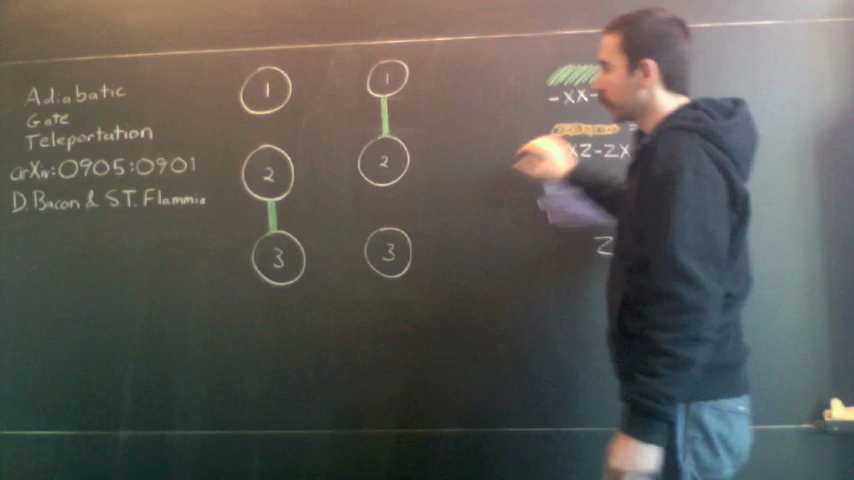 Adiabatic
Gate
Teleportation
arXiv:0905:0901
D. Bacon & S.T. Flammia
1
2
3
1
2
3
-XX-
XZ-ZX
Z